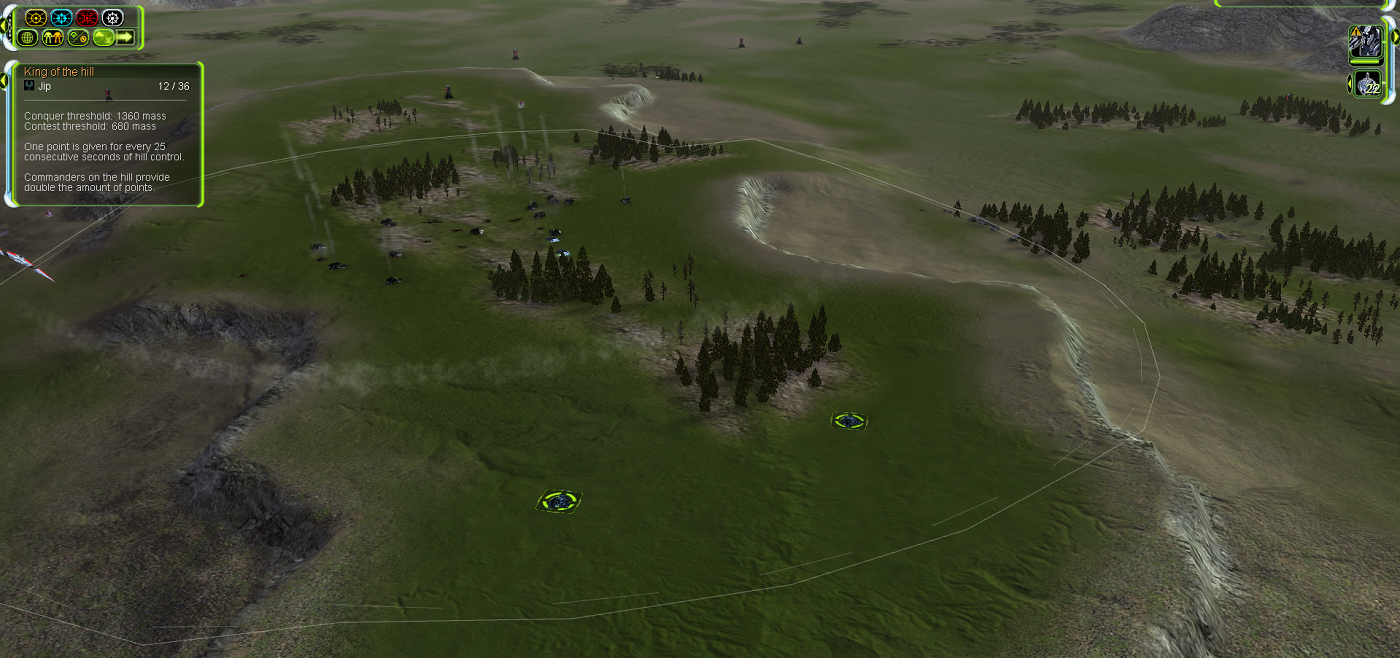 King of the hill
Jip 12 / 36
Conquer threshold: 1360 mass
Contest threshold: 680 mass
One point is given for every 25
consecutive seconds of hill control.
Commanders on the hill provide
double the amount of points.
22